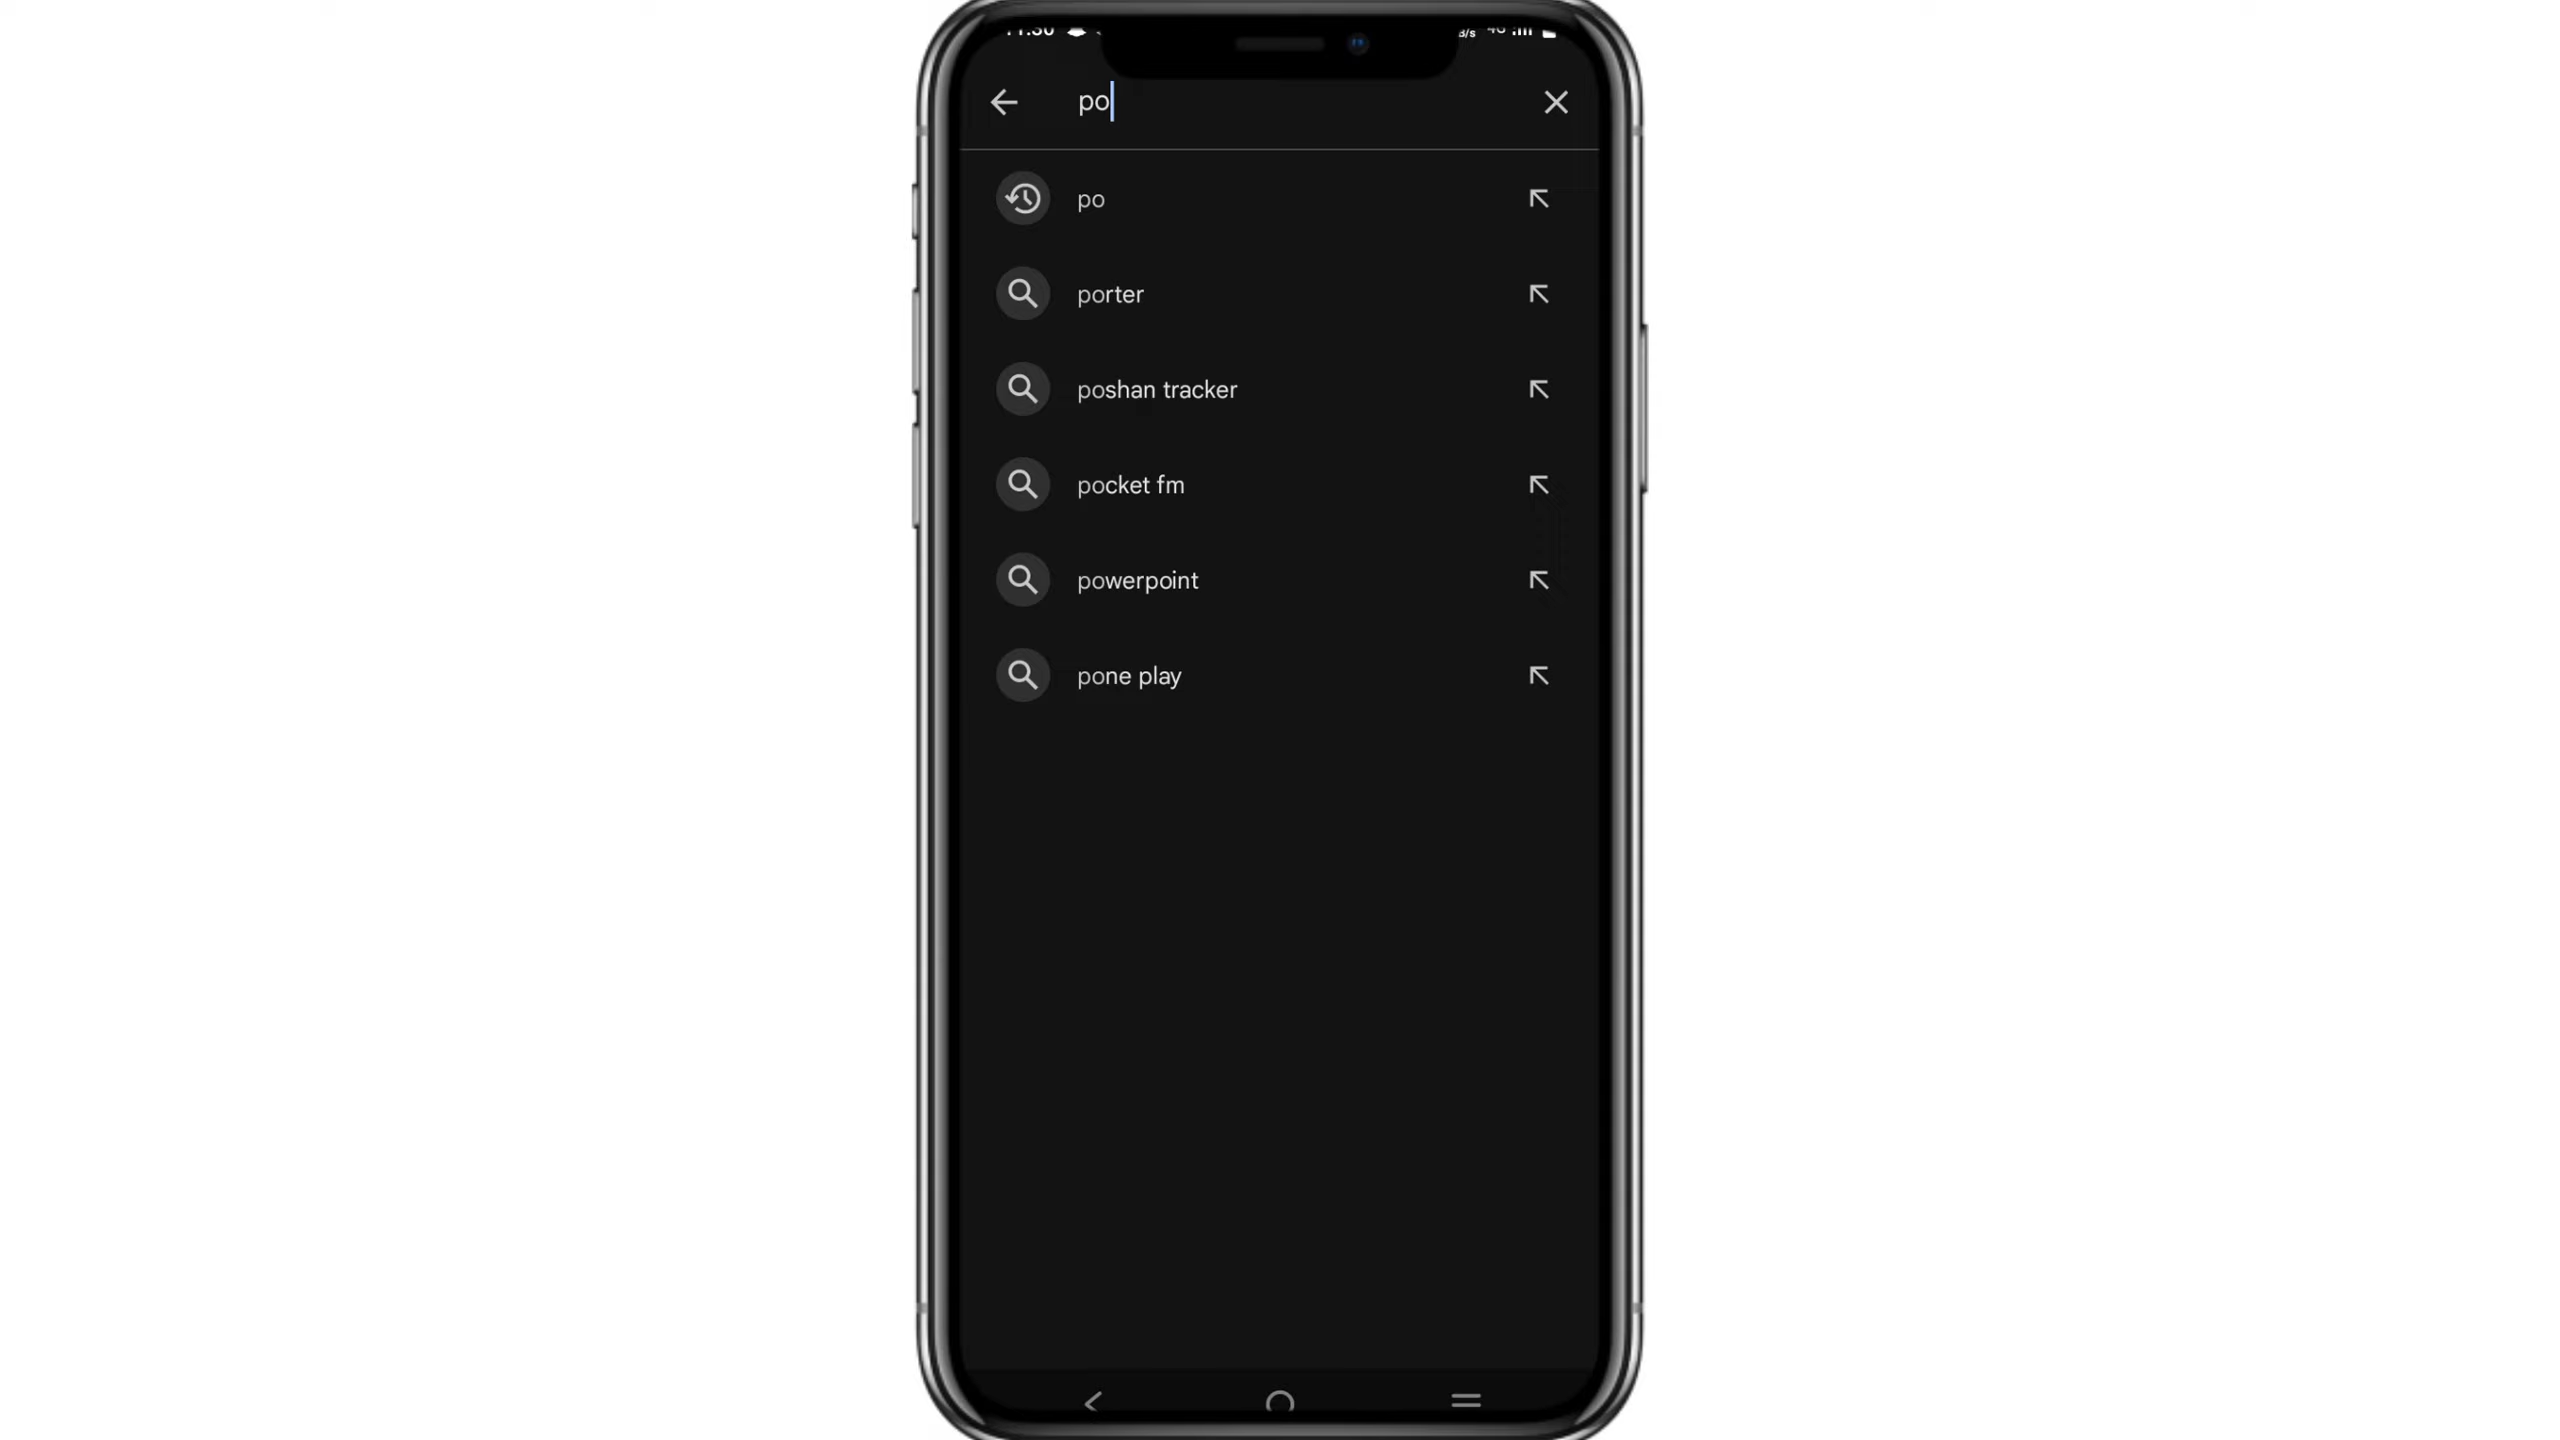 po
po
porter
poshan tracker
pocket fm
powerpoint
pone play